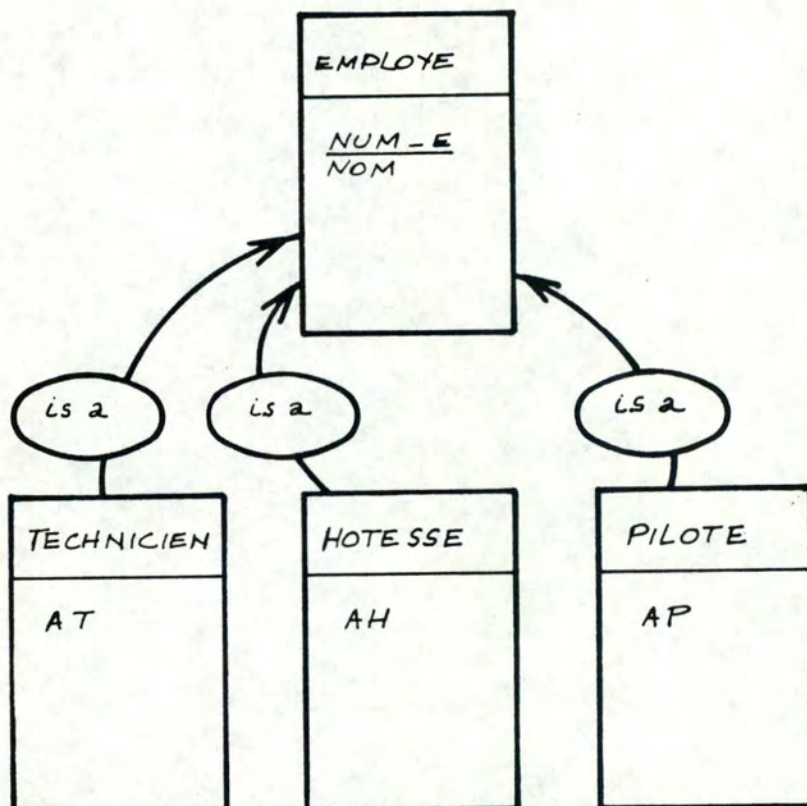 EMPLOYE
NUM_E
NOM
is a
is a
is a
TECHNICIEN
HOTESSE
PILOTE
AT
AH
AP